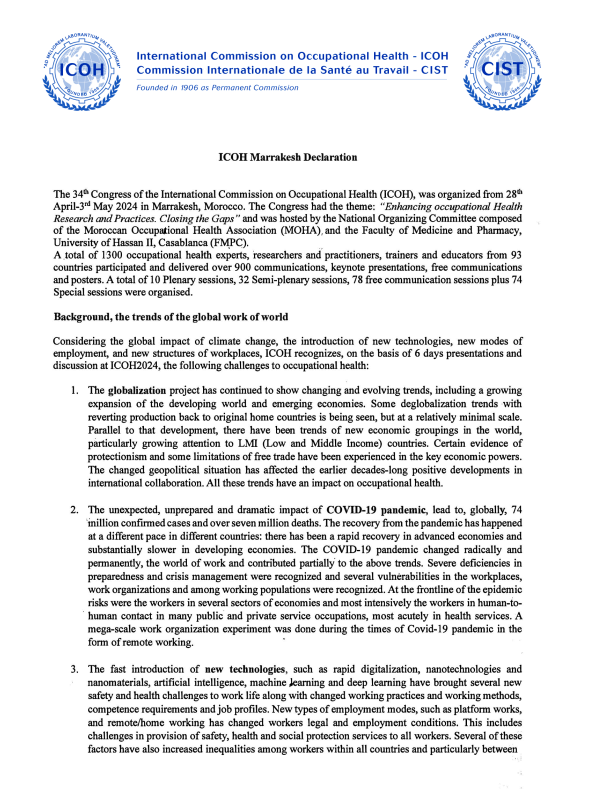 "AD MELIOREM LABORANTIUM VALETUDINEM"
ICOH
FOUNDED 1906
International Commission on Occupational Health - ICOH
Commission Internationale de la Santé au Travail - CIST
Founded in 1906 as Permanent Commission
"AD MELIOREM LABORANTIUM VALETUDINEM"
CIST
ICOH Marrakesh Declaration
The 34th Congress of the International Commission on Occupational Health (ICOH), was organized from 28th
April-3rd May 2024 in Marrakesh, Morocco. The Congress had the theme: "Enhancing occupational Health
Research and Practices. Closing the Gaps" and was hosted by the National Organizing Committee composed
of the Moroccan Occupational Health Association (MOHA) and the Faculty of Medicine and Pharmacy,
University of Hassan II, Casablanca (FMPC).
A total of 1300 occupational health experts, researchers and practitioners, trainers and educators from 93
countries participated and delivered over 900 communications, keynote presentations, free communications
and posters. A total of 10 Plenary sessions, 32 Semi-plenary sessions, 78 free communication sessions plus 74
Special sessions were organised.
Background, the trends of the global work of world
Considering the global impact of climate change, the introduction of new technologies, new modes of
employment, and new structures of workplaces, ICOH recognizes, on the basis of 6 days presentations and
discussion at ICOH2024, the following challenges to occupational health:
1. The globalization project has continued to show changing and evolving trends, including a growing
expansion of the developing world and emerging economies. Some deglobalization trends with
reverting production back to original home countries is being seen, but at a relatively minimal scale.
Parallel to that development, there have been trends of new economic groupings in the world,
particularly growing attention to LMI (Low and Middle Income) countries. Certain evidence of
protectionism and some limitations of free trade have been experienced in the key economic powers.
The changed geopolitical situation has affected the earlier decades-long positive developments in
international collaboration. All these trends have an impact on occupational health.
2. The unexpected, unprepared and dramatic impact of COVID-19 pandemic, lead to, globally, 74
million confirmed cases and over seven million deaths. The recovery from the pandemic has happened
at a different pace in different countries: there has been a rapid recovery in advanced economies and
substantially slower in developing economies. The COVID-19 pandemic changed radically and
permanently, the world of work and contributed partially to the above trends. Severe deficiencies in
preparedness and crisis management were recognized and several vulnerabilities in the workplaces,
work organizations and among working populations were recognized. At the frontline of the epidemic
risks were the workers in several sectors of economies and most intensively the workers in human-to-
human contact in many public and private service occupations, most acutely in health services. A
mega-scale work organization experiment was done during the times of Covid-19 pandemic in the
form of remote working.
3. The fast introduction of new technologies, such as rapid digitalization, nanotechnologies and
nanomaterials, artificial intelligence, machine learning and deep learning have brought several new
safety and health challenges to work life along with changed working practices and working methods,
competence requirements and job profiles. New types of employment modes, such as platform works,
and remote/home working has changed workers legal and employment conditions. This includes
challenges in provision of safety, health and social protection services to all workers. Several of these
factors have also increased inequalities among workers within all countries and particularly between